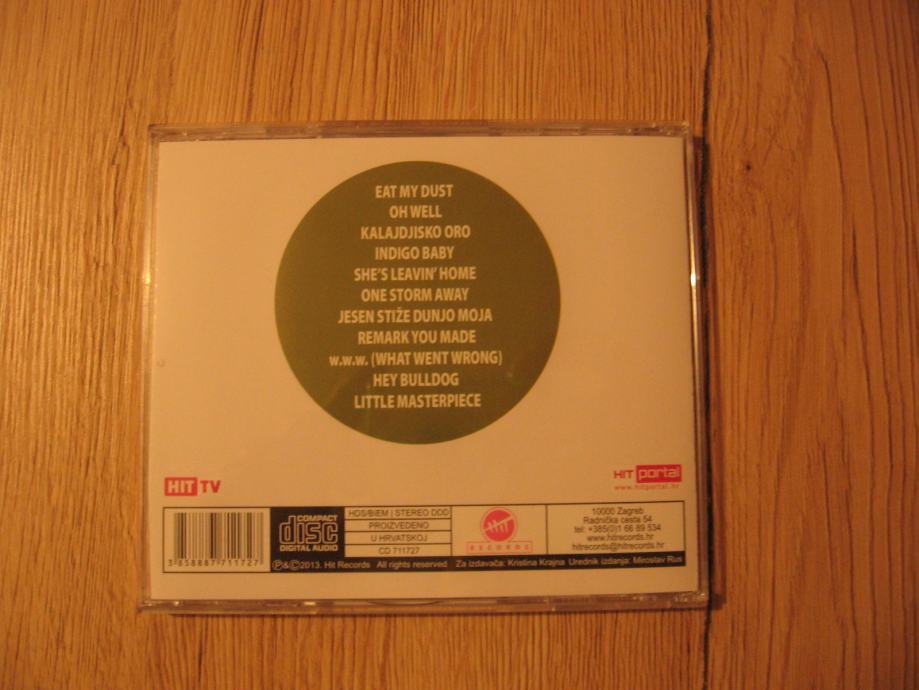 EAT MY DUST
OH WELL
KALAJDJISKO ORO
INDIGO BABY
SHE'S LEAVIN' HOME
ONE STORM AWAY
JESEN STIŽE DUNJO MOJA
REMARK YOU MADE
w.w.w. (WHAT WENT WRONG)
HEY BULLDOG
LITTLE MASTERPIECE
HIT TV
HIT portal
www.hitportal.hr
3 858887 711727
COMPACT
disc
DIGITAL AUDIO
HDS/BIEM | STEREO DDD
PROIZVEDENO
U HRVATSKOJ
CD 711727
HIT
RECORDS
10000 Zagreb
Radnička cesta 54
tel: +385(0)1 66 89 534
www.hitrecords.hr
hitrecords@hitrecords.hr
Ⓟ&©2013. Hit Records All rights reserved Za izdavača: Kristina Krajna Urednik izdanja: Miroslav Rus